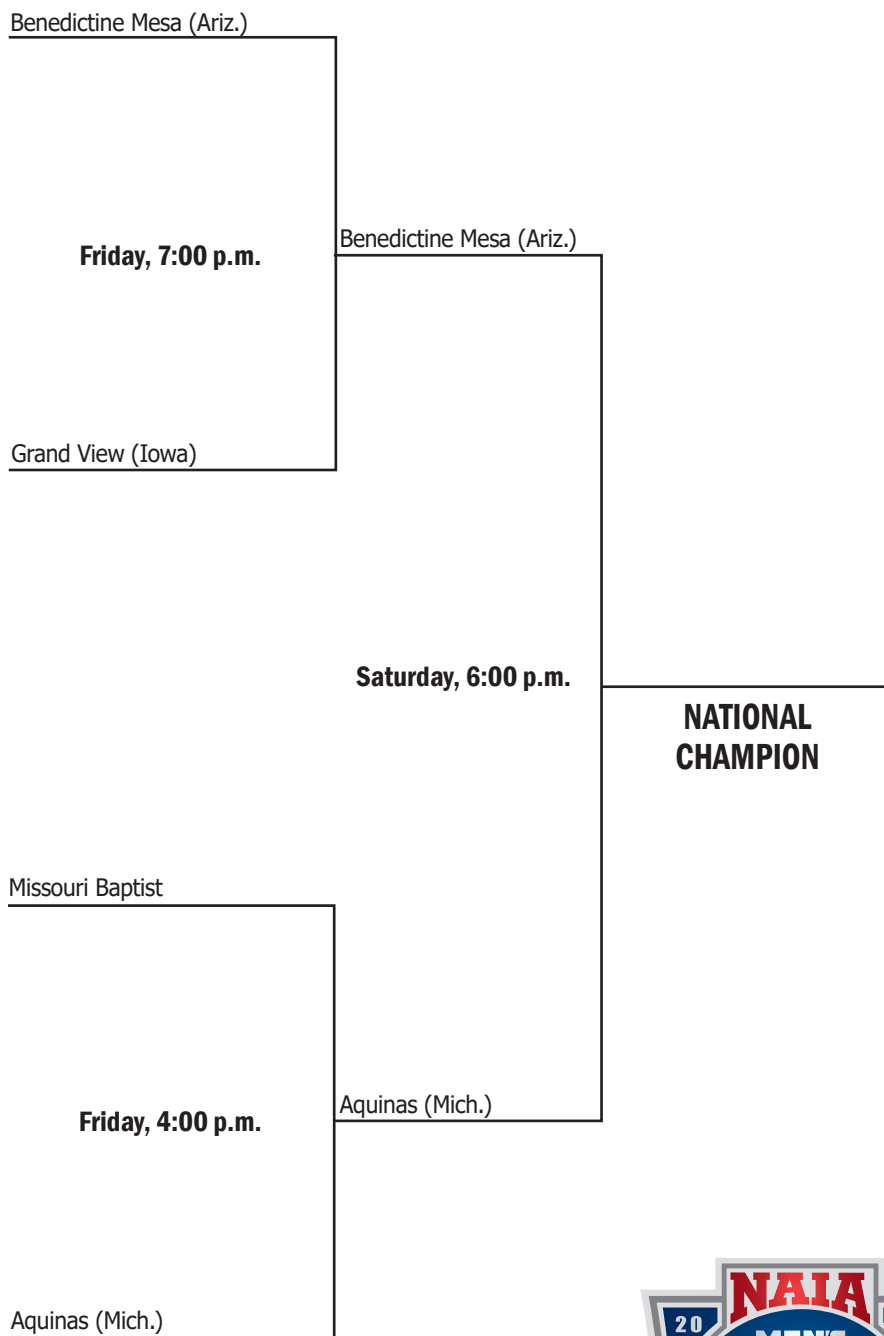 Benedictine Mesa (Ariz.)
Friday, 7:00 p.m.
Benedictine Mesa (Ariz.)
Grand View (Iowa)
Saturday, 6:00 p.m.
NATIONAL
CHAMPION
Missouri Baptist
Friday, 4:00 p.m.
Aquinas (Mich.)
Aquinas (Mich.)
NAIA
20
MEN'S